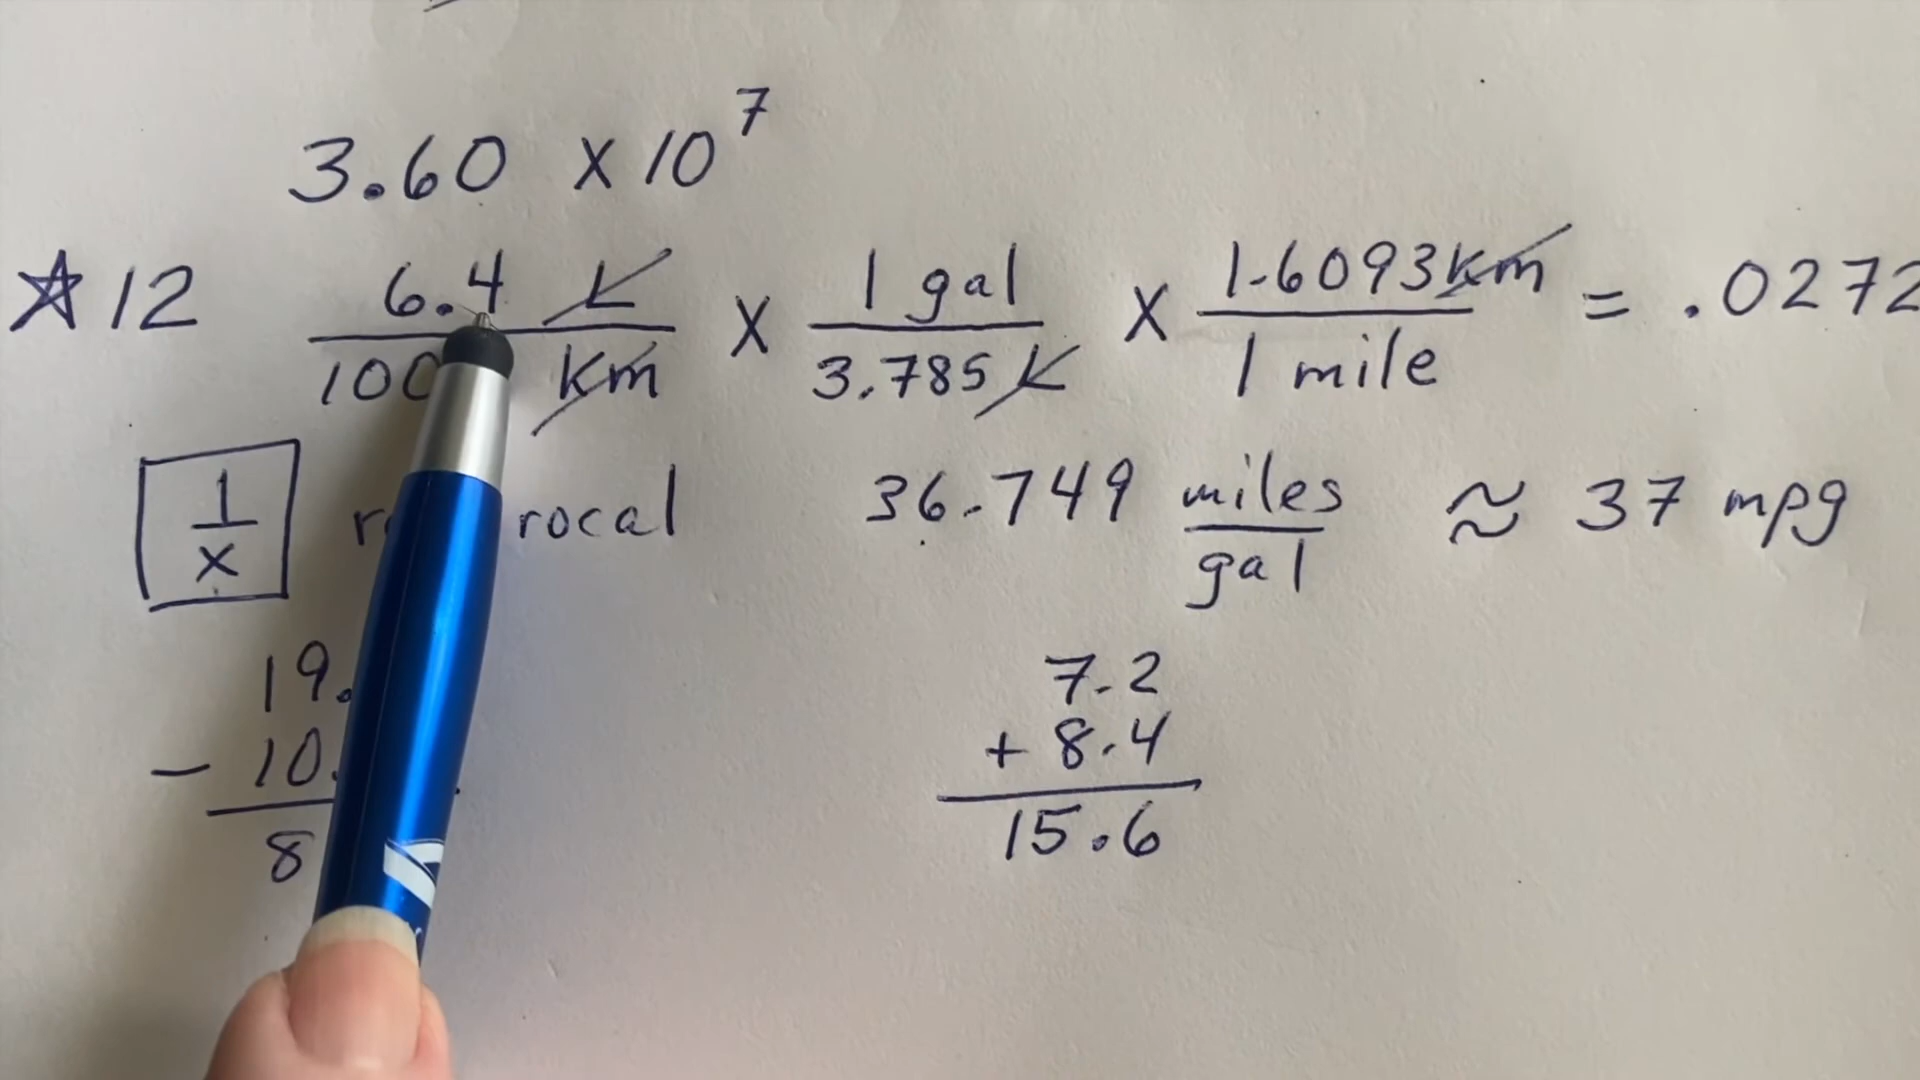 3.60 x 10^7
☆12 6.4 L / 100 km x 1 gal / 3.785 L x 1.6093 km / 1 mile = .0272
1/x 36.749 miles/gal ≈ 37 mpg
19.
- 10.
8
7.2
+ 8.4
15.6